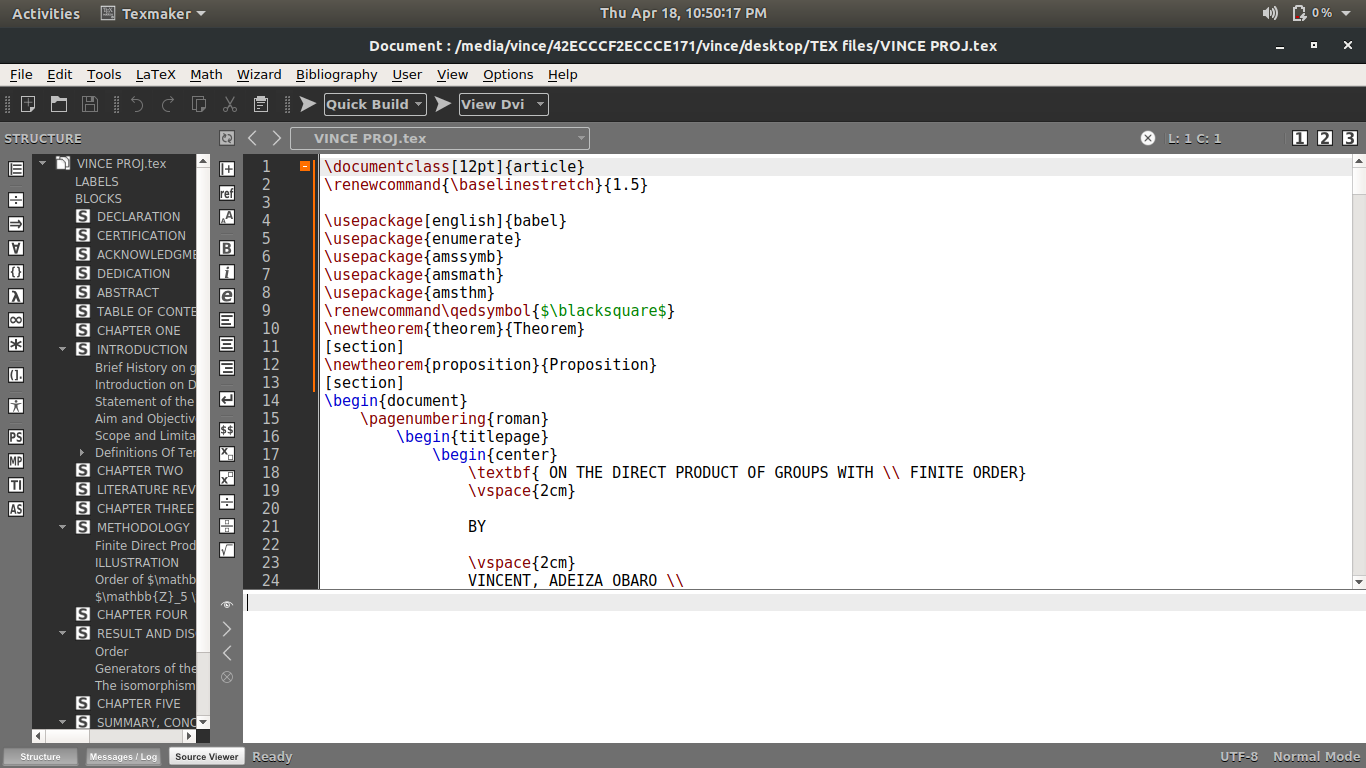 Activities Texmaker Thu Apr 18, 10:50:17 PM 0%
Document : /media/vince/42ECCCF2ECCCE171/vince/desktop/TEX files/VINCE PROJ.tex
File Edit Tools LaTeX Math Wizard Bibliography User View Options Help
Quick Build View Dvi
STRUCTURE VINCE PROJ.tex L: 1 C: 1 1 2 3
VINCE PROJ.tex
LABELS
BLOCKS
S DECLARATION
S CERTIFICATION
S ACKNOWLEDGME
S DEDICATION
S ABSTRACT
S TABLE OF CONTE
S CHAPTER ONE
S INTRODUCTION
Brief History on g
Introduction on D
Statement of the
Aim and Objectiv
Scope and Limita
Definitions Of Ter
S CHAPTER TWO
S LITERATURE REV
S CHAPTER THREE
S METHODOLOGY
Finite Direct Prod
ILLUSTRATION
Order of $\mathb
$\mathbb{Z}_5 \
S CHAPTER FOUR
S RESULT AND DIS
Order
Generators of the
The isomorphism
S CHAPTER FIVE
S SUMMARY, CONC
PS
MP
TI
AS
ref
B
i
e
$$
1 \documentclass[12pt]{article}
2 \renewcommand{\baselinestretch}{1.5}
3
4 \usepackage[english]{babel}
5 \usepackage{enumerate}
6 \usepackage{amssymb}
7 \usepackage{amsmath}
8 \usepackage{amsthm}
9 \renewcommand\qedsymbol{$\blacksquare$}
10 \newtheorem{theorem}{Theorem}
11 [section]
12 \newtheorem{proposition}{Proposition}
13 [section]
14 \begin{document}
15 \pagenumbering{roman}
16 \begin{titlepage}
17 \begin{center}
18 \textbf{ ON THE DIRECT PRODUCT OF GROUPS WITH \\ FINITE ORDER}
19 \vspace{2cm}
20
21 BY
22
23 \vspace{2cm}
24 VINCENT, ADEIZA OBARO \\
Structure Messages / Log Source Viewer Ready UTF-8 Normal Mode